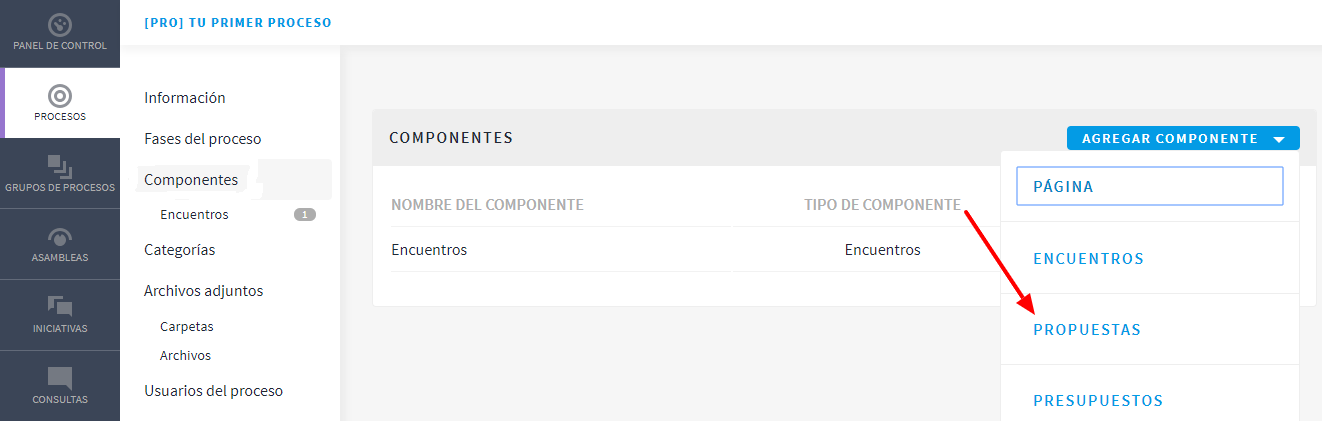 PANEL DE CONTROL
PROCESOS
GRUPOS DE PROCESOS
ASAMBLEAS
INICIATIVAS
CONSULTAS
[PRO] TU PRIMER PROCESO
Información
Fases del proceso
Componentes
Encuentros 1
Categorías
Archivos adjuntos
Carpetas
Archivos
Usuarios del proceso
COMPONENTES
AGREGAR COMPONENTE
NOMBRE DEL COMPONENTE TIPO DE COMPONENTE
Encuentros Encuentros
PÁGINA
ENCUENTROS
PROPUESTAS
PRESUPUESTOS